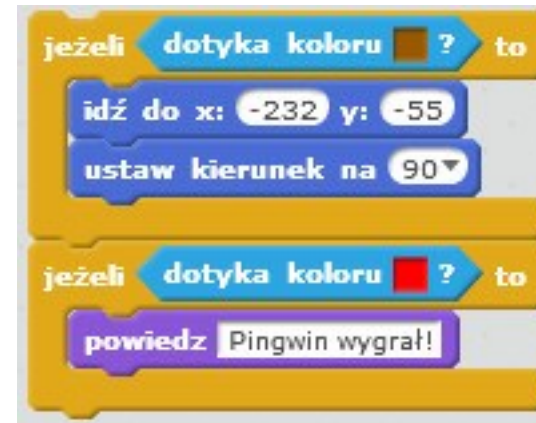 jeżeli dotyka koloru ? to
idź do x: -232 y: -55
ustaw kierunek na 90
jeżeli dotyka koloru ? to
powiedz Pingwin wygrał!